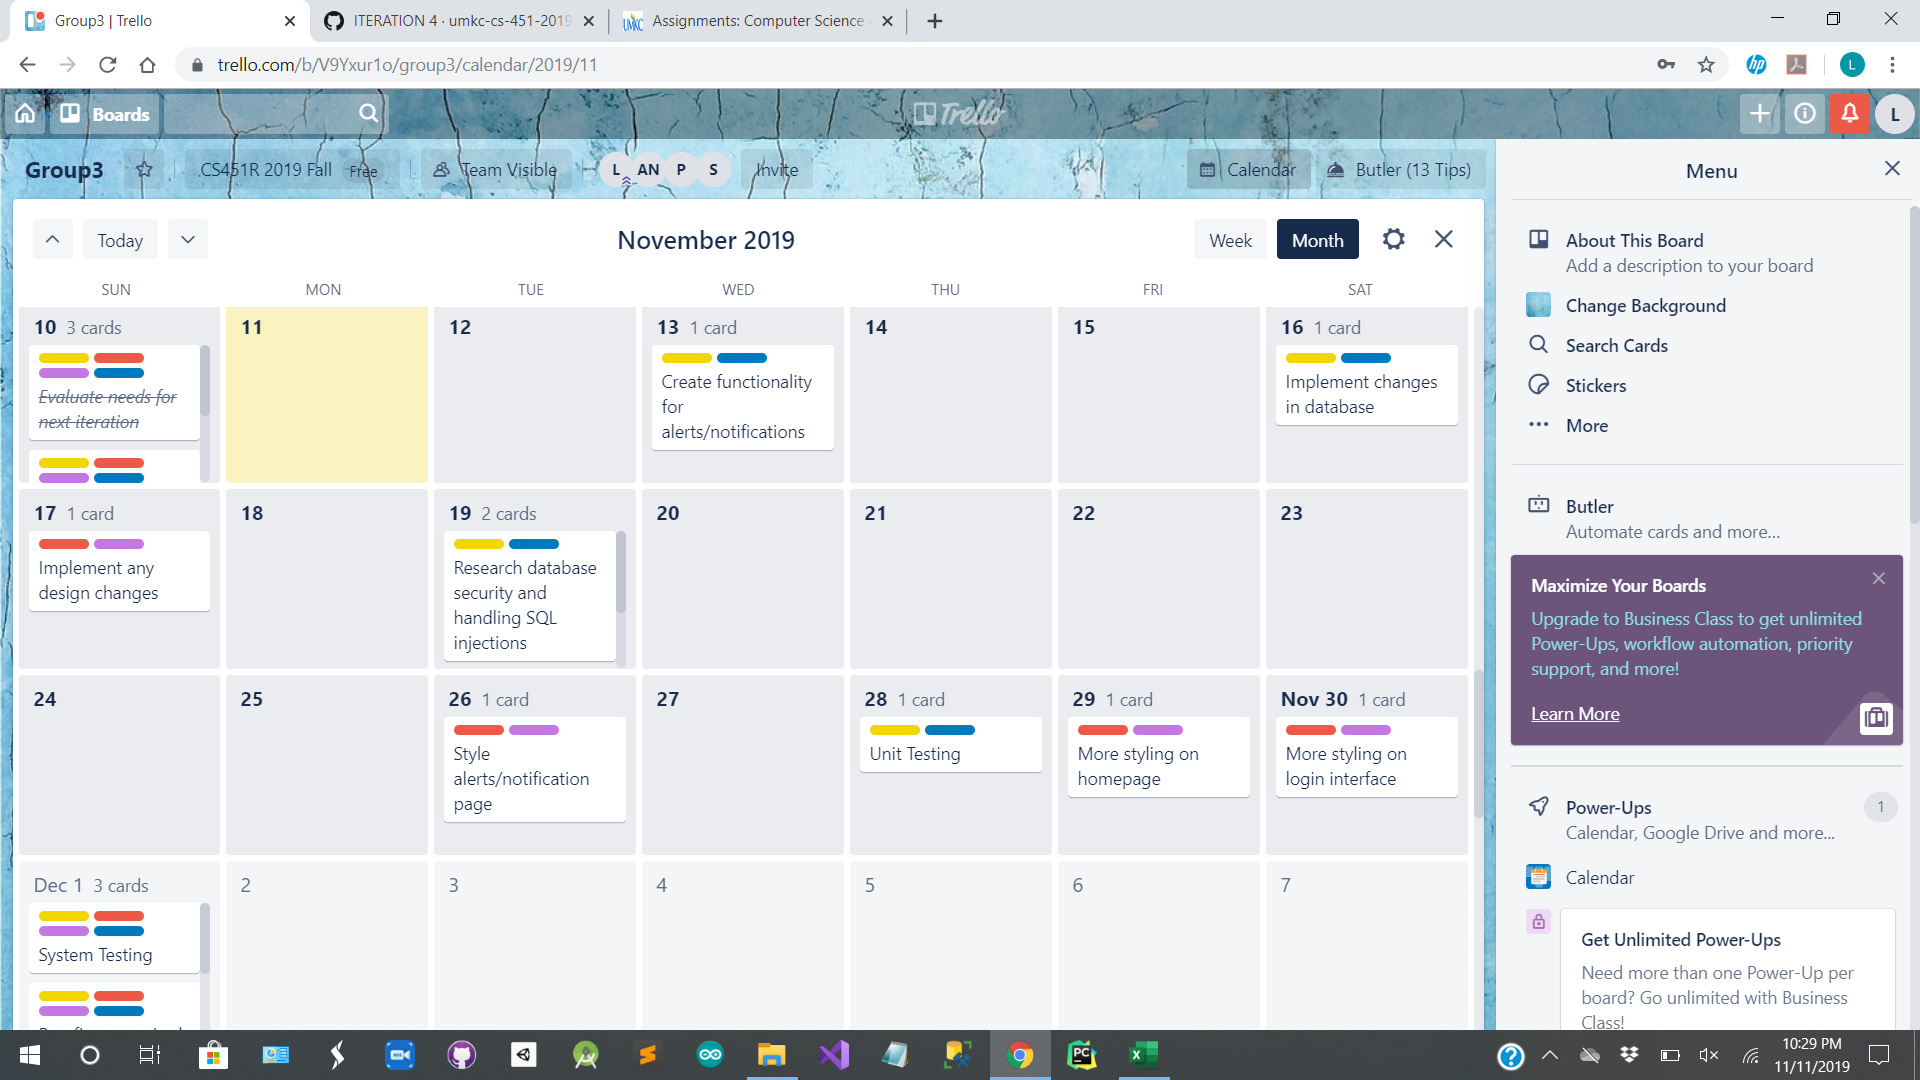 Group3 | Trello
ITERATION 4 · umkc-cs-451-2019
UMKC
Assignments: Computer Science
trello.com/b/V9Yxur1o/group3/calendar/2019/11
hp
L
Boards
Trello
L
Group3
CS451R 2019 Fall Free
Team Visible
L AN P S
Invite
Calendar
Butler (13 Tips)
Today
November 2019
Week
Month
SUN MON TUE WED THU FRI SAT
10 3 cards
Evaluate needs for
next iteration
11
12
13 1 card
Create functionality
for
alerts/notifications
14
15
16 1 card
Implement changes
in database
17 1 card
Implement any
design changes
18
19 2 cards
Research database
security and
handling SQL
injections
20
21
22
23
24
25
26 1 card
Style
alerts/notification
page
27
28 1 card
Unit Testing
29 1 card
More styling on
homepage
Nov 30 1 card
More styling on
login interface
Dec 1 3 cards
System Testing
2
3
4
5
6
7
Menu
About This Board
Add a description to your board
Change Background
Search Cards
Stickers
More
Butler
Automate cards and more...
Maximize Your Boards
Upgrade to Business Class to get unlimited
Power-Ups, workflow automation, priority
support, and more!
Learn More
Power-Ups 1
Calendar, Google Drive and more...
Calendar
Get Unlimited Power-Ups
Need more than one Power-Up per
board? Go unlimited with Business
Class!
PC
10:29 PM
11/11/2019